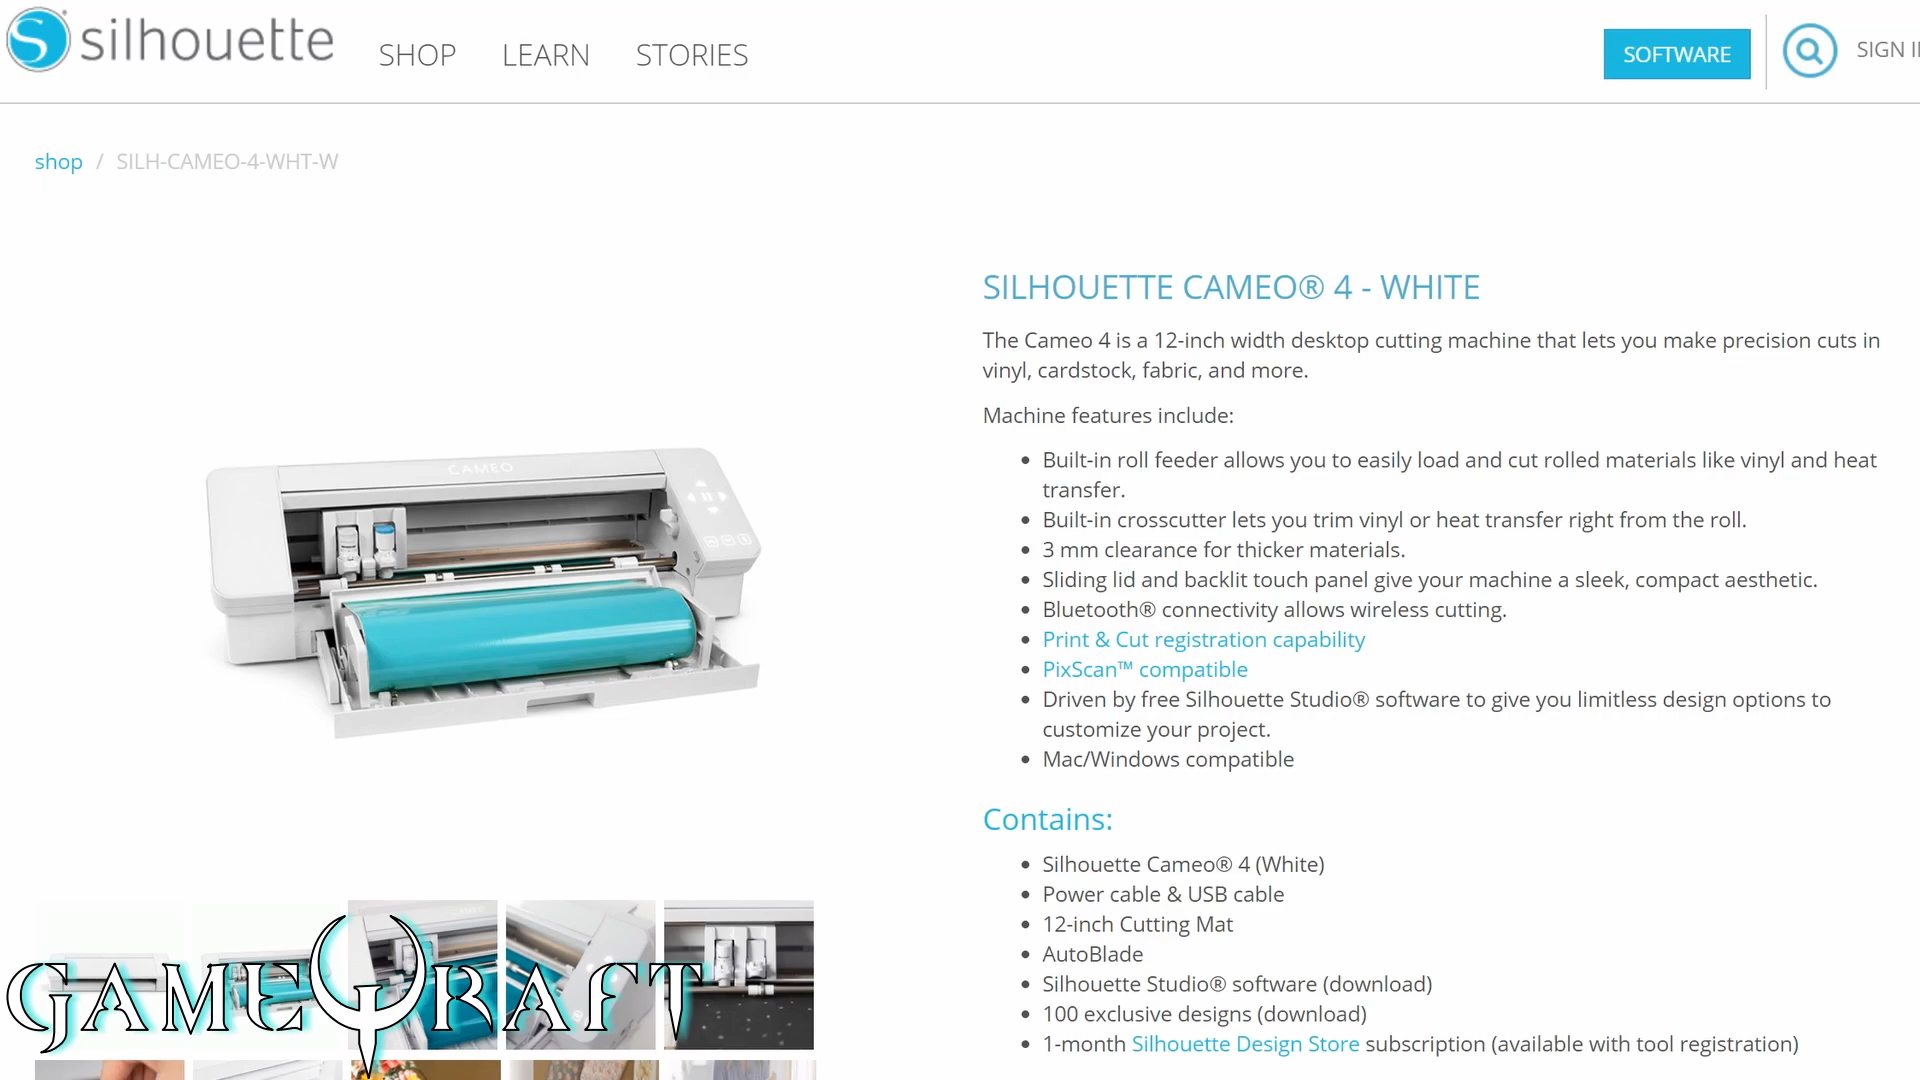 silhouette
SHOP LEARN STORIES
SOFTWARE
SIGN I
shop / SILH-CAMEO-4-WHT-W
SILHOUETTE CAMEO® 4 - WHITE
The Cameo 4 is a 12-inch width desktop cutting machine that lets you make precision cuts in
vinyl, cardstock, fabric, and more.
Machine features include:
Built-in roll feeder allows you to easily load and cut rolled materials like vinyl and heat
transfer.
Built-in crosscutter lets you trim vinyl or heat transfer right from the roll.
3 mm clearance for thicker materials.
Sliding lid and backlit touch panel give your machine a sleek, compact aesthetic.
Bluetooth® connectivity allows wireless cutting.
Print & Cut registration capability
PixScan™ compatible
Driven by free Silhouette Studio® software to give you limitless design options to
customize your project.
Mac/Windows compatible
Contains:
Silhouette Cameo® 4 (White)
Power cable & USB cable
12-inch Cutting Mat
AutoBlade
Silhouette Studio® software (download)
100 exclusive designs (download)
1-month Silhouette Design Store subscription (available with tool registration)
CAMEO
GAMECRAFT